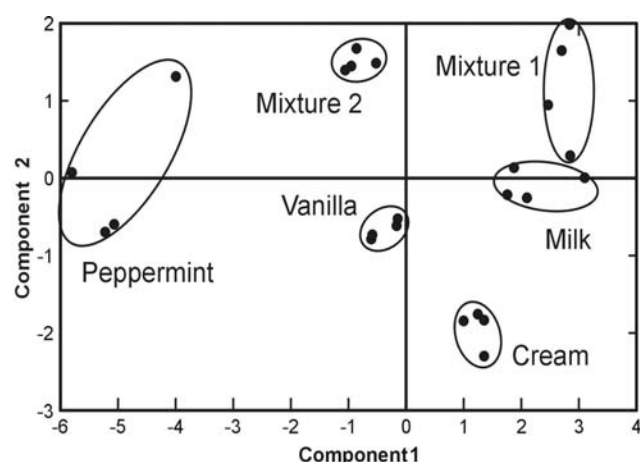 2
Mixture 1
Mixture 2
1
0
Vanilla
Milk
Peppermint
-1
-2
Cream
-3
-6 -5 -4 -3 -2 -1 0 1 2 3 4
Component 2
Component1